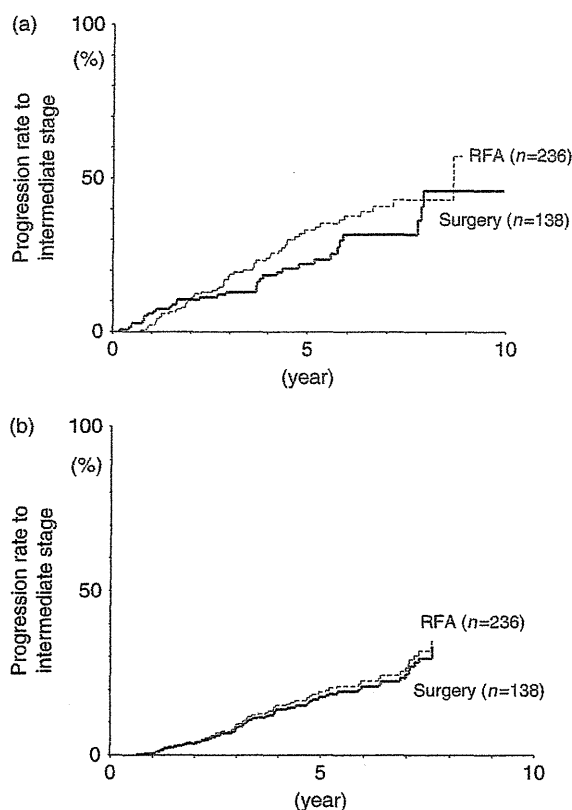 (a)
100
(%)
Progression rate to
intermediate stage
50
0
RFA (n=236)
Surgery (n=138)
0
5
10
(year)
(b)
100
(%)
Progression rate to
intermediate stage
50
0
RFA (n=236)
Surgery (n=138)
0
5
10
(year)